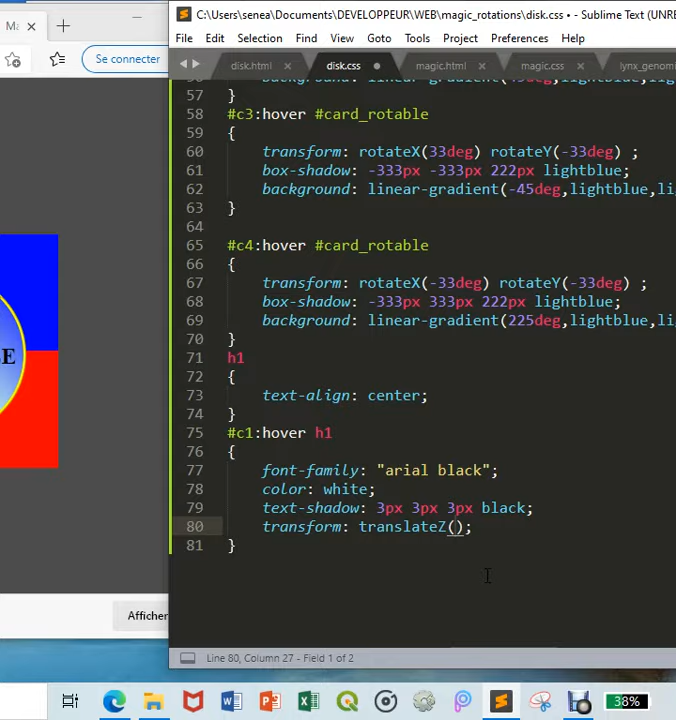 C:\Users\senea\Documents\DEVELOPPEUR\WEB\magic_rotations\disk.css • - Sublime Text (UNRE
File Edit Selection Find View Goto Tools Project Preferences Help
disk.html × disk.css • magic.html × magic.css × lynx_genom
Se connecter
57 }
58 #c3:hover #card_rotable
59 {
60 transform: rotateX(33deg) rotateY(-33deg) ;
61 box-shadow: -333px -333px 222px lightblue;
62 background: linear-gradient(-45deg,lightblue,li
63 }
64
65 #c4:hover #card_rotable
66 {
67 transform: rotateX(-33deg) rotateY(-33deg) ;
68 box-shadow: -333px 333px 222px lightblue;
69 background: linear-gradient(225deg,lightblue,li
70 }
71 h1
72 {
73 text-align: center;
74 }
75 #c1:hover h1
76 {
77 font-family: "arial black";
78 color: white;
79 text-shadow: 3px 3px 3px black;
80 transform: translateZ();
81 }
LE
Afficher
Line 80, Column 27 - Field 1 of 2
38%